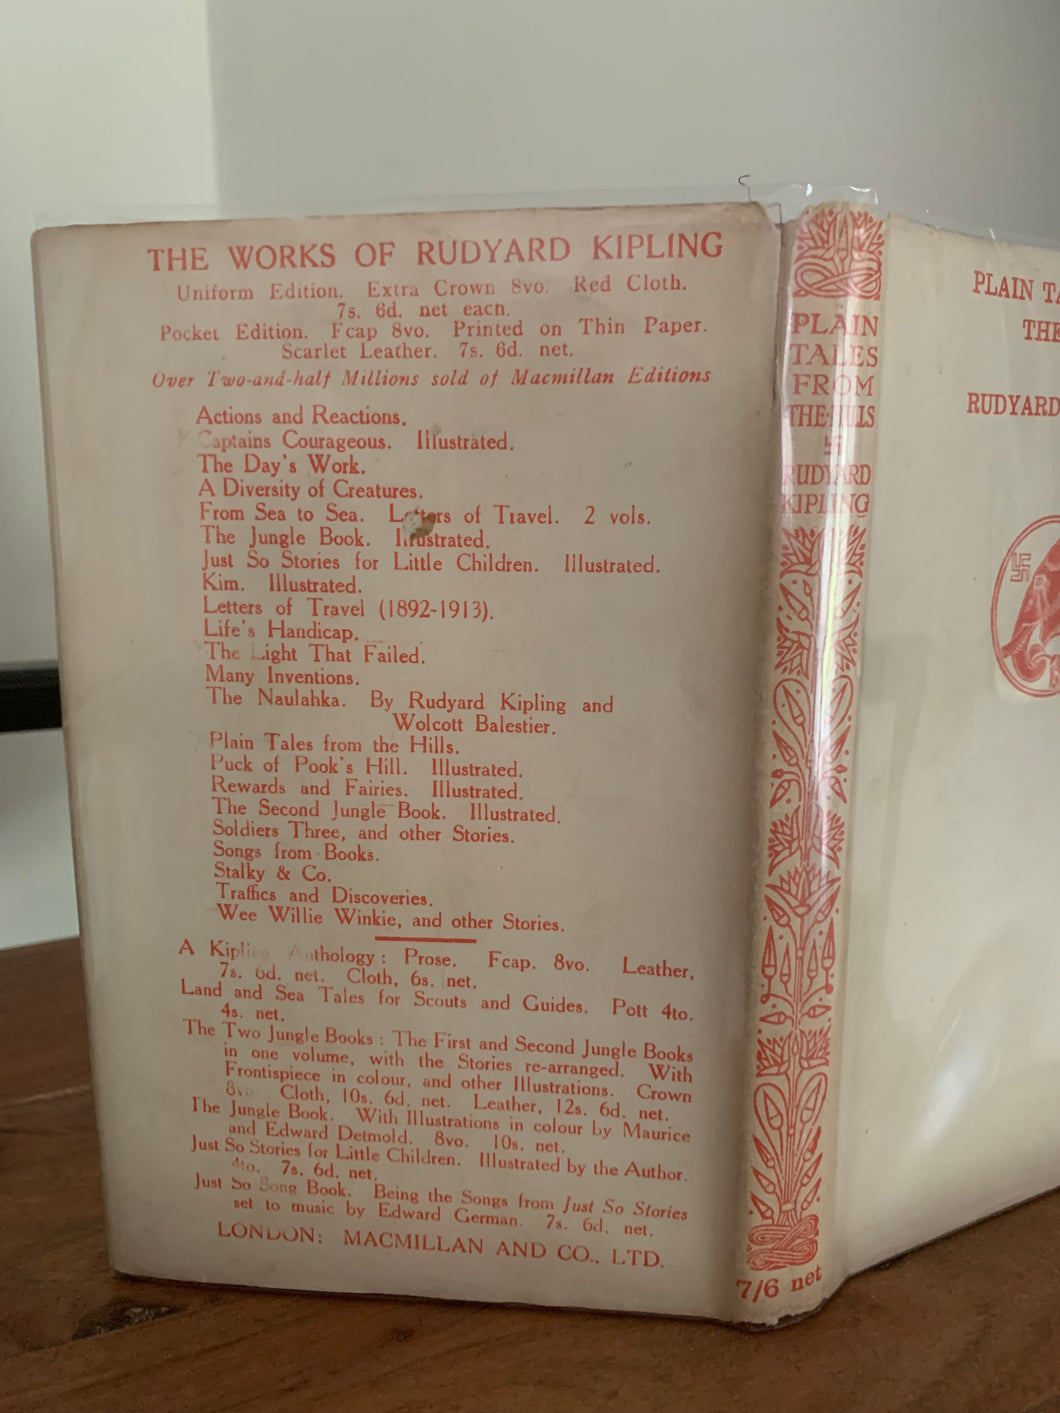 THE WORKS OF RUDYARD KIPLING
Uniform Edition. Extra Crown 8vo. Red Cloth.
7s. 6d. net each.
Pocket Edition. Fcap 8vo. Printed on Thin Paper.
Scarlet Leather. 7s. 6d. net.
Over Two-and-half Millions sold of Macmillan Editions
Actions and Reactions.
Captains Courageous. Illustrated.
The Day's Work.
A Diversity of Creatures.
From Sea to Sea. Letters of Travel. 2 vols.
The Jungle Book. Illustrated.
Just So Stories for Little Children. Illustrated.
Kim. Illustrated.
Letters of Travel (1892-1913).
Life's Handicap.
The Light That Failed.
Many Inventions.
The Naulahka. By Rudyard Kipling and
Wolcott Balestier.
Plain Tales from the Hills.
Puck of Pook's Hill. Illustrated.
Rewards and Fairies. Illustrated.
The Second Jungle Book. Illustrated.
Soldiers Three, and other Stories.
Songs from Books.
Stalky & Co.
Traffics and Discoveries.
Wee Willie Winkie, and other Stories.
A Kipling Anthology: Prose. Fcap. 8vo. Leather,
7s. 6d. net. Cloth, 6s. net.
Land and Sea Tales for Scouts and Guides. Pott 4to.
4s. net.
The Two Jungle Books: The First and Second Jungle Books
in one volume, with the Stories re-arranged. With
Frontispiece in colour, and other Illustrations. Crown
8vo. Cloth, 10s. 6d. net. Leather, 12s. 6d. net.
The Jungle Book. With Illustrations in colour by Maurice
and Edward Detmold. 8vo. 10s. net.
Just So Stories for Little Children. Illustrated by the Author.
4to. 7s. 6d. net.
Just So Song Book. Being the Songs from Just So Stories
set to music by Edward German. 7s. 6d. net.
LONDON: MACMILLAN AND CO., LTD.
PLAIN
TALES
FROM
THE·HILLS
RUDYARD
KIPLING
7/6 net
PLAIN TA
THE
RUDYARD